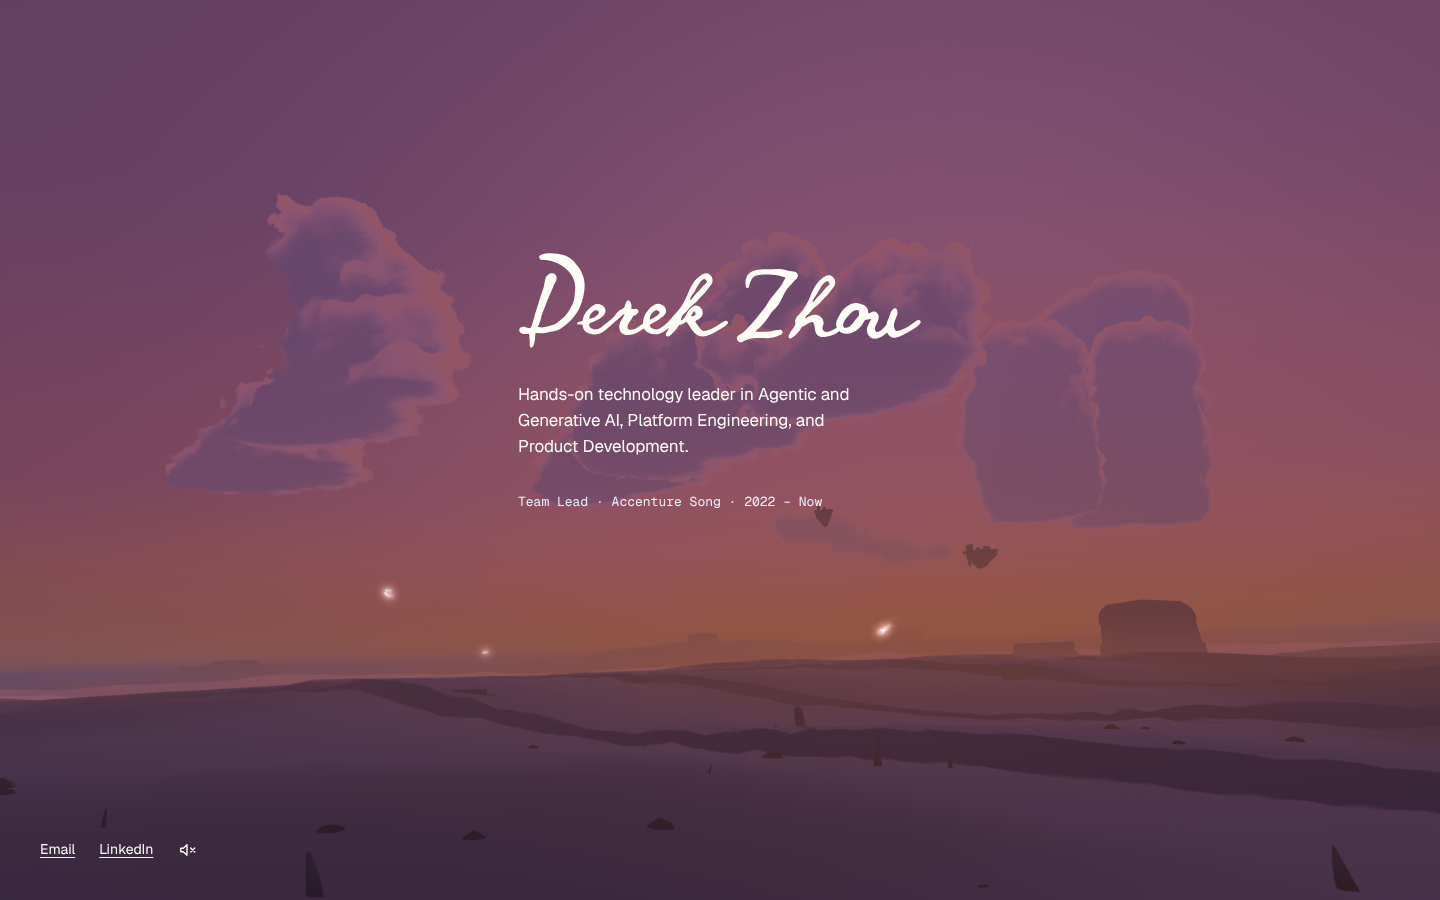 Derek Zhou
Hands-on technology leader in Agentic and
Generative AI, Platform Engineering, and
Product Development.
Team Lead · Accenture Song · 2022 – Now
Email LinkedIn